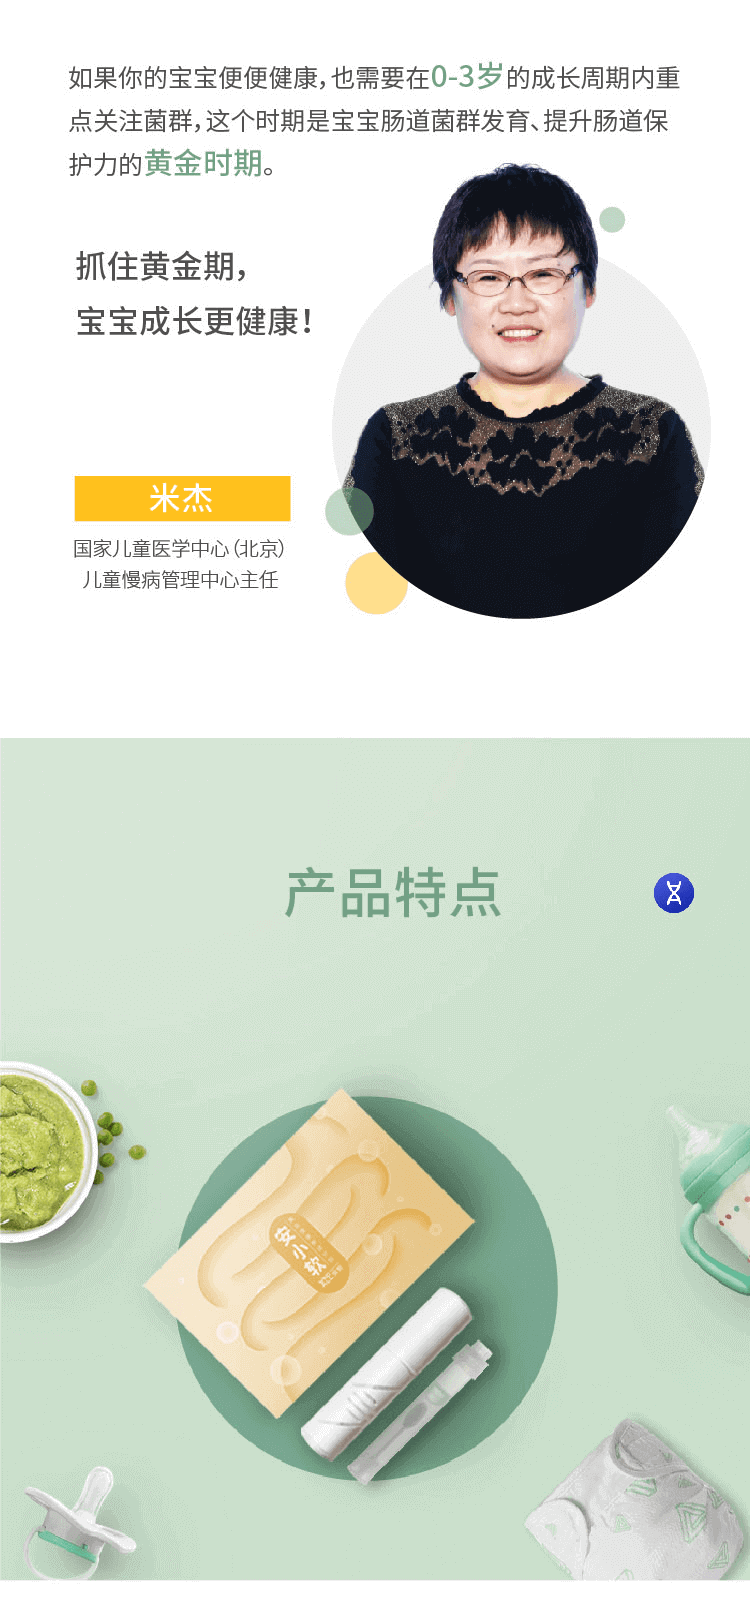 如果你的宝宝便便健康，也需要在0-3岁的成长周期内重
点关注菌群，这个时期是宝宝肠道菌群发育、提升肠道保
护力的黄金时期。
抓住黄金期，
宝宝成长更健康！
米杰
国家儿童医学中心（北京）
儿童慢病管理中心主任
产品特点
安小软